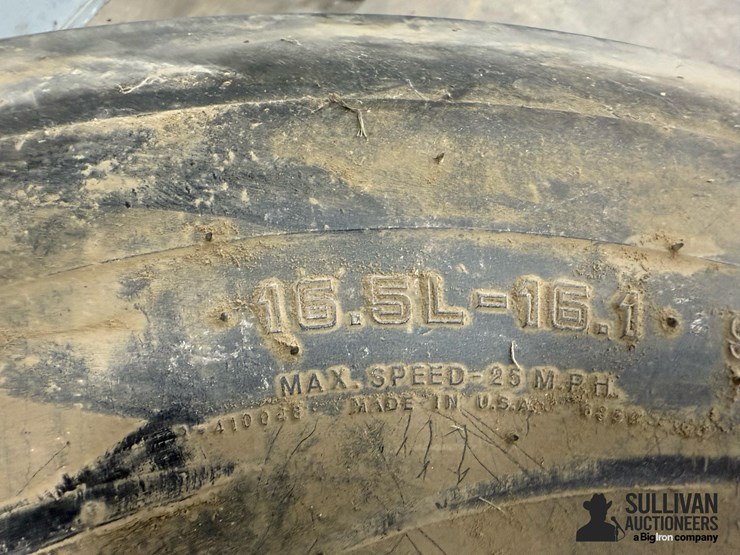 16.5L-16.1
MAX. SPEED-25 M.P.H.
MADE IN U.S.A.
SULLIVAN
AUCTIONEERS
a BigIron company